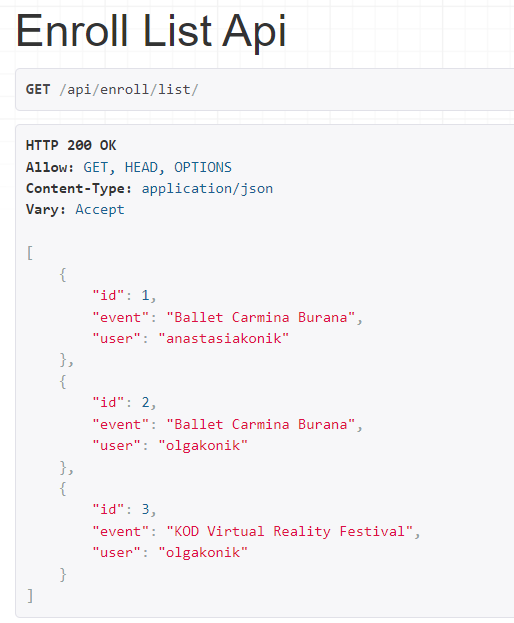 Enroll List Api
GET /api/enroll/list/
HTTP 200 OK
Allow: GET, HEAD, OPTIONS
Content-Type: application/json
Vary: Accept
[
    {
        "id": 1,
        "event": "Ballet Carmina Burana",
        "user": "anastasiakonik"
    },
    {
        "id": 2,
        "event": "Ballet Carmina Burana",
        "user": "olgakonik"
    },
    {
        "id": 3,
        "event": "KOD Virtual Reality Festival",
        "user": "olgakonik"
    }
]